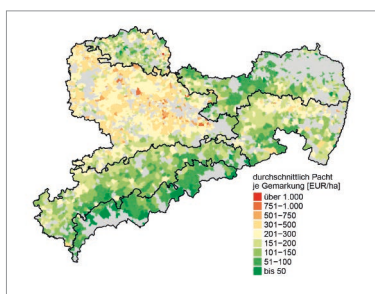 durchschnittlich Pacht
je Gemarkung [EUR/ha]
über 1.000
751–1.000
501–750
301–500
201–300
151–200
101–150
51–100
bis 50